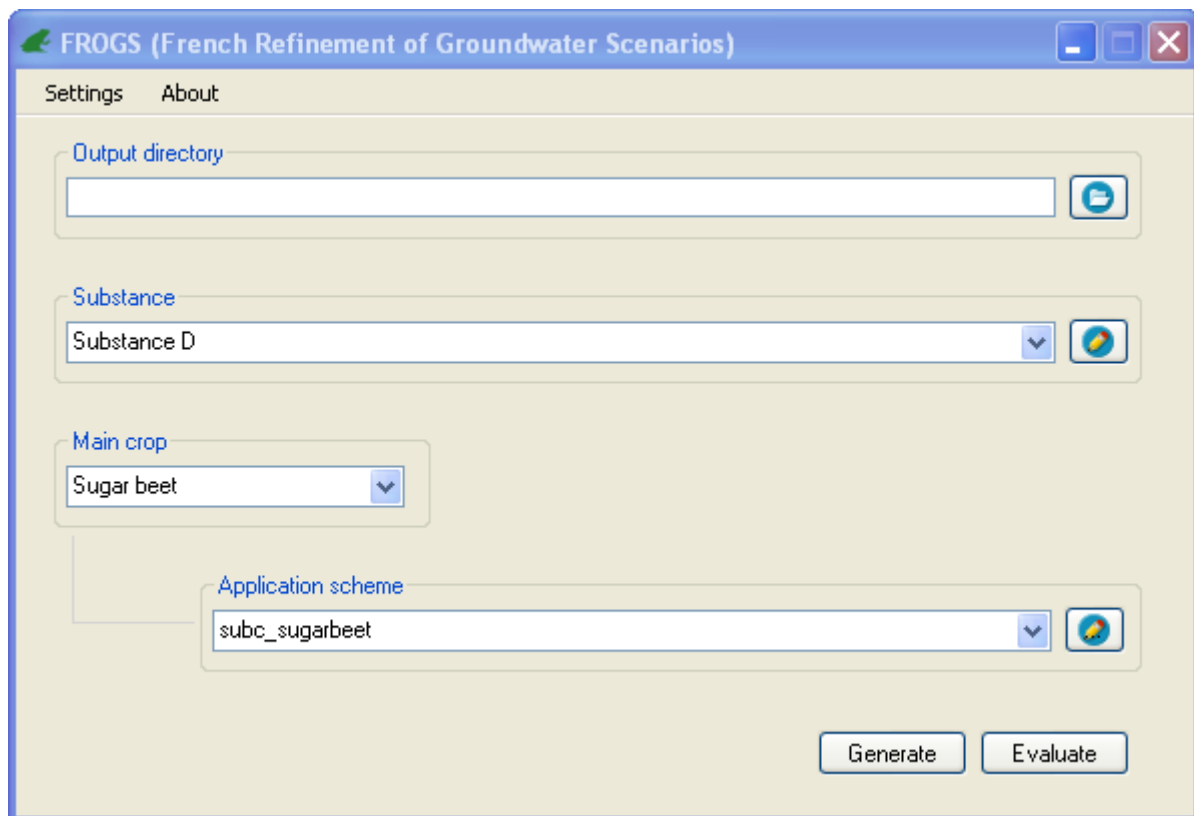 FROGS (French Refinement of Groundwater Scenarios)
Settings About
Output directory
Substance
Substance D
Main crop
Sugar beet
Application scheme
subc_sugarbeet
Generate Evaluate